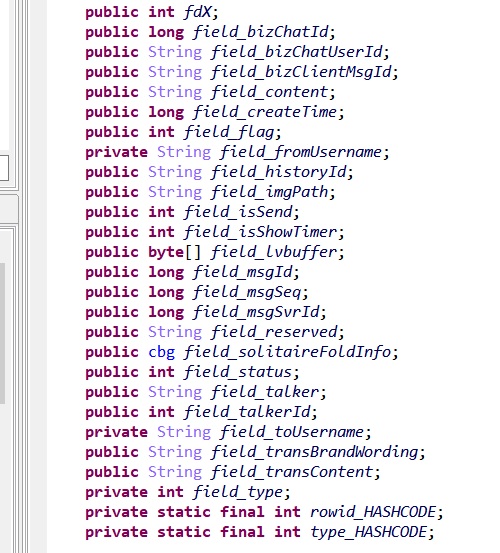 public int fdX;
public long field_bizChatId;
public String field_bizChatUserId;
public String field_bizClientMsgId;
public String field_content;
public long field_createTime;
public int field_flag;
private String field_fromUsername;
public String field_historyId;
public String field_imgPath;
public int field_isSend;
public int field_isShowTimer;
public byte[] field_lvbuffer;
public long field_msgId;
public long field_msgSeq;
public long field_msgSvrId;
public String field_reserved;
public cbg field_solitaireFoldInfo;
public int field_status;
public String field_talker;
public int field_talkerId;
private String field_toUsername;
public String field_transBrandWording;
public String field_transContent;
private int field_type;
private static final int rowid_HASHCODE;
private static final int type_HASHCODE;